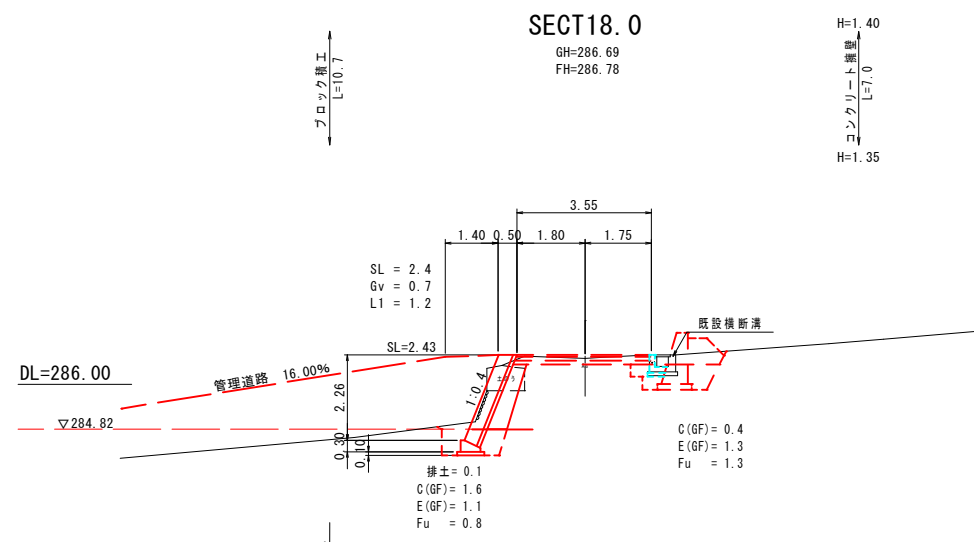 SECT18.0
GH=286.69
FH=286.78
ブロック積工
L=10.7
H=1.40
コンクリート擁壁
L=7.0
H=1.35
3.55
1.40 0.50 1.80 1.75
SL = 2.4
Gv = 0.7
L1 = 1.2
既設横断溝
SL=2.43
DL=286.00
管理道路 16.00%
1:0.4
2.26
▽284.82
0.30
0.10
排土= 0.1
C(GF)= 1.6
E(GF)= 1.1
Fu = 0.8
C(GF)= 0.4
E(GF)= 1.3
Fu = 1.3